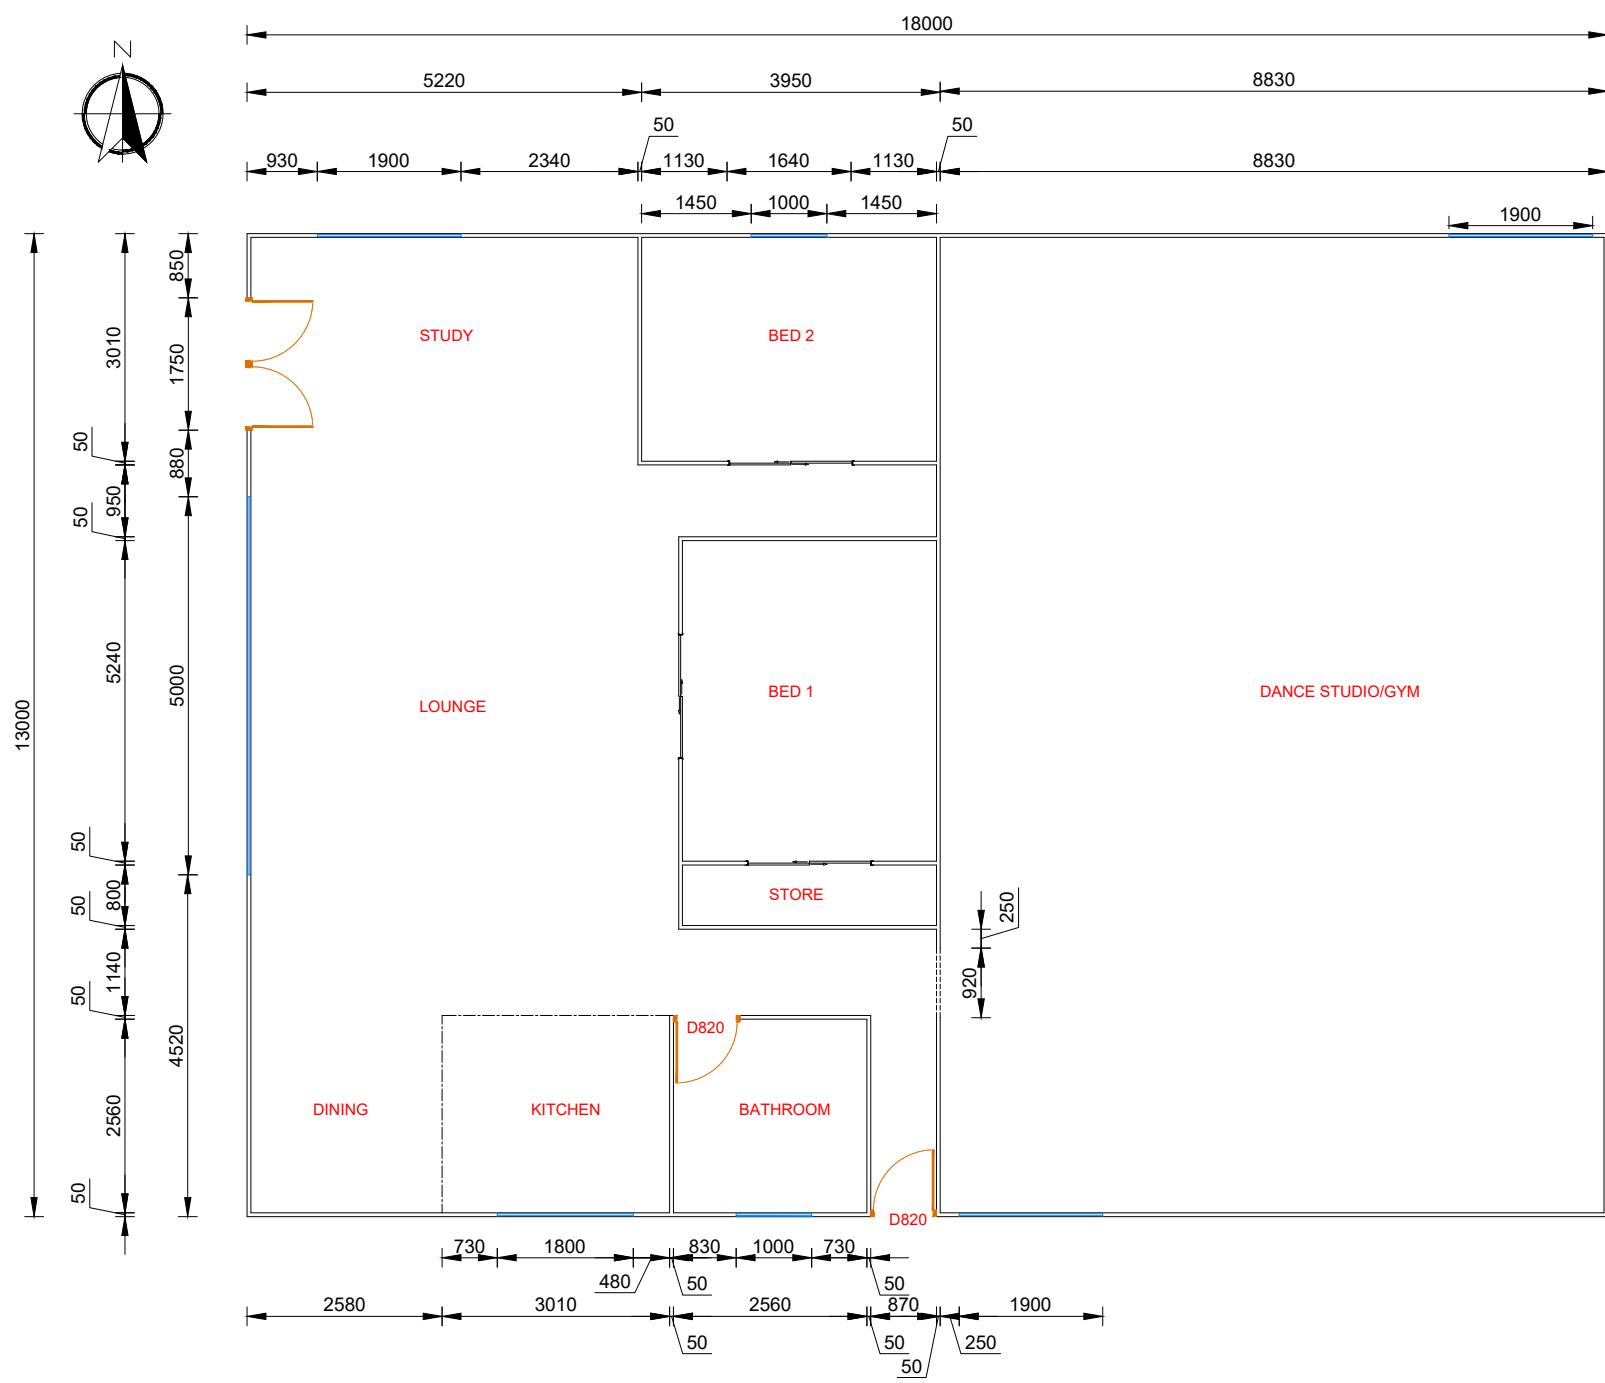 18000
N
5220 3950 8830
50 50
930 1900 2340 1130 1640 1130 8830
1450 1000 1450 1900
850
3010
1750
STUDY BED 2
50
880
950
50
5240
5000
13000
LOUNGE BED 1 DANCE STUDIO/GYM
50
800
50
STORE
250
1140
920
50
4520
D820
2560
DINING KITCHEN BATHROOM
50
D820
730 1800 830 1000 730
480 50 50
2580 3010 2560 870 1900
50 50 250
50